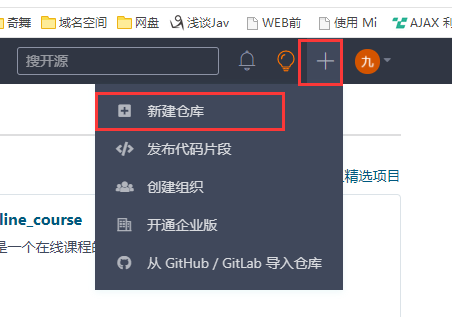 奇舞 域名空间 网盘 浅谈Jav WEB前 使用 Mi AJAX 利
搜开源 九
新建仓库
发布代码片段
创建组织
精选项目
line_course
开通企业版
是一个在线课程的
从 GitHub / GitLab 导入仓库